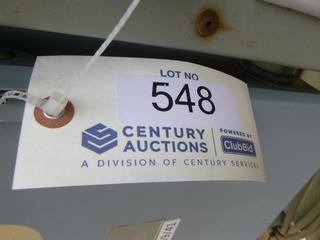 LOT NO
548
CENTURY
AUCTIONS
POWERED BY
ClubBid
A DIVISION OF CENTURY SERVICES